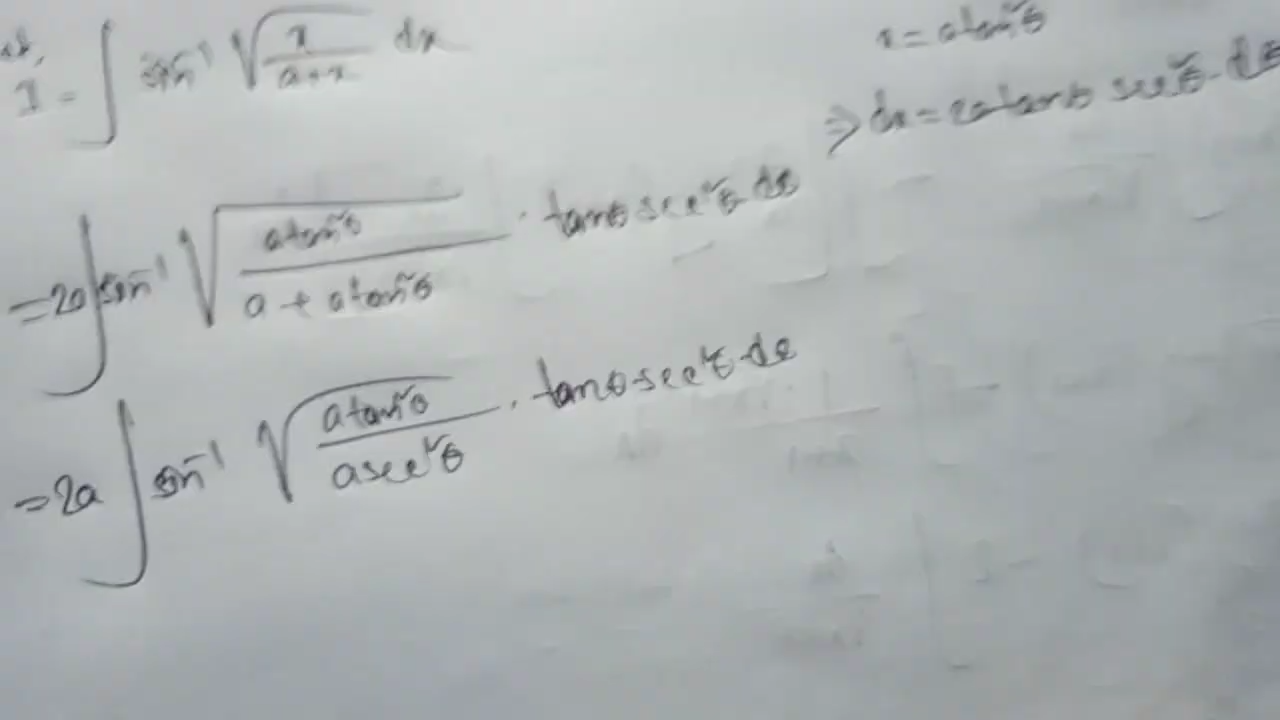 let,
I = ∫ sin⁻¹ √(x/(a+x)) dx
x = a tan²θ
⇒ dx = 2a tanθ sec²θ · dθ
= 2a ∫ sin⁻¹ √(a tan²θ/(a + a tan²θ)) · tanθ sec²θ dθ
= 2a ∫ sin⁻¹ √(a tan²θ/(a sec²θ)) · tanθ · sec²θ · dθ